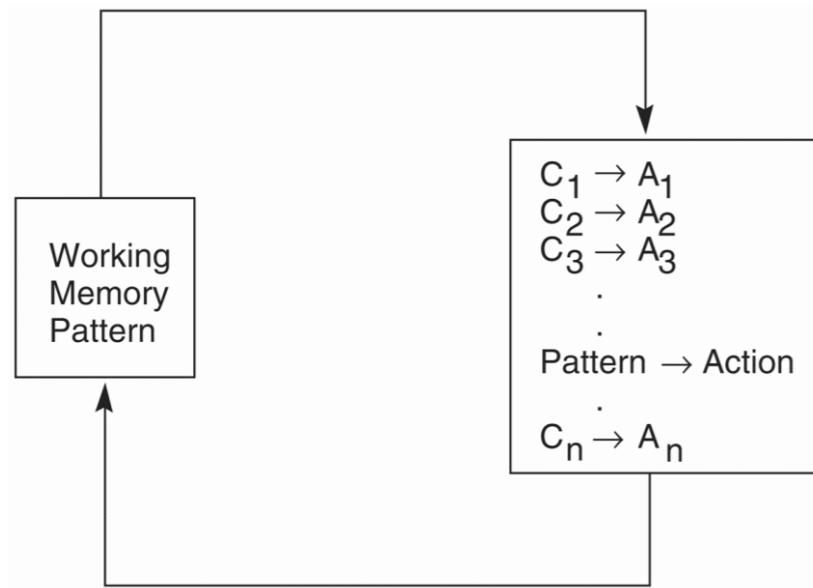 Working
Memory
Pattern
C₁ → A₁
C₂ → A₂
C₃ → A₃
.
.
Pattern → Action
.
Cₙ → Aₙ